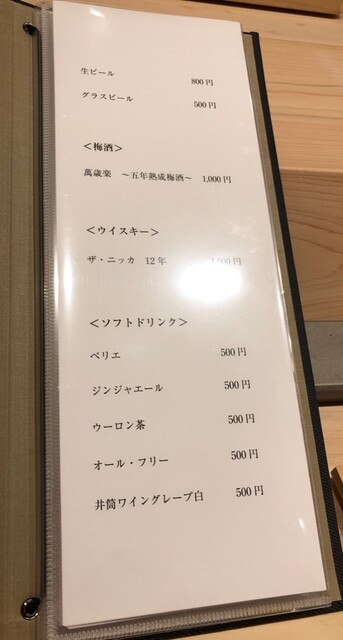 生ビール 800円
グラスビール 500円
＜梅酒＞
萬歳楽 ～五年熟成梅酒～ 1,000円
＜ウイスキー＞
ザ・ニッカ 12年 1,000円
＜ソフトドリンク＞
ペリエ 500円
ジンジャエール 500円
ウーロン茶 500円
オール・フリー 500円
井筒ワイングレープ白 500円